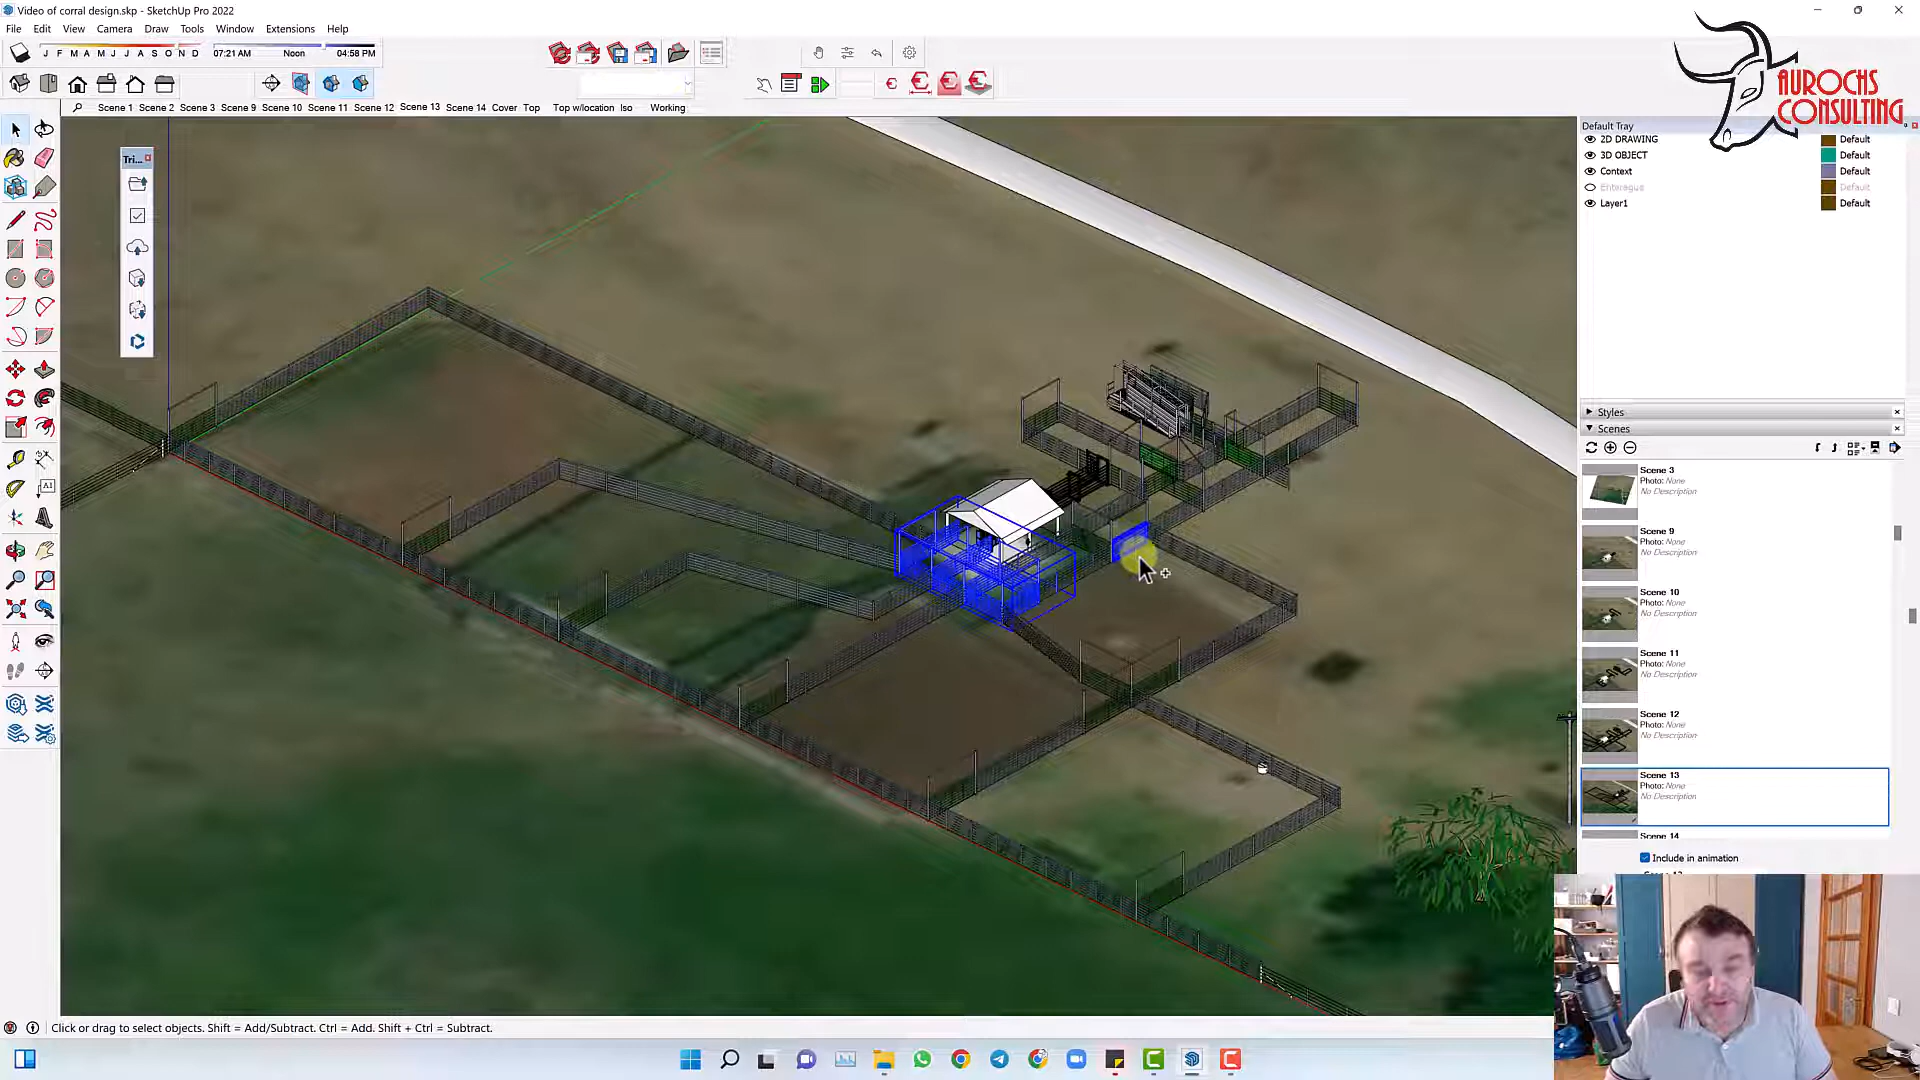 Video of corral design.skp - SketchUp Pro 2022
File Edit View Camera Draw Tools Window Extensions Help
J F M A M J J A S O N D 07:21 AM Noon 04:58 PM
Scene 1 Scene 2 Scene 3 Scene 9 Scene 10 Scene 11 Scene 12 Scene 13 Scene 14 Cover Top Top w/location Iso Working
AUROCHS
CONSULTING
Tri...
Default Tray
2D DRAWING Default
3D OBJECT Default
Context Default
Enteragua Default
Layer1 Default
Styles
Scenes
Scene 3
Photo: None
No Description
Scene 9
Photo: None
No Description
Scene 10
Photo: None
No Description
Scene 11
Photo: None
No Description
Scene 12
Photo: None
No Description
Scene 13
Photo: None
No Description
Scene 14
Include in animation
Click or drag to select objects. Shift = Add/Subtract. Ctrl = Add. Shift + Ctrl = Subtract.